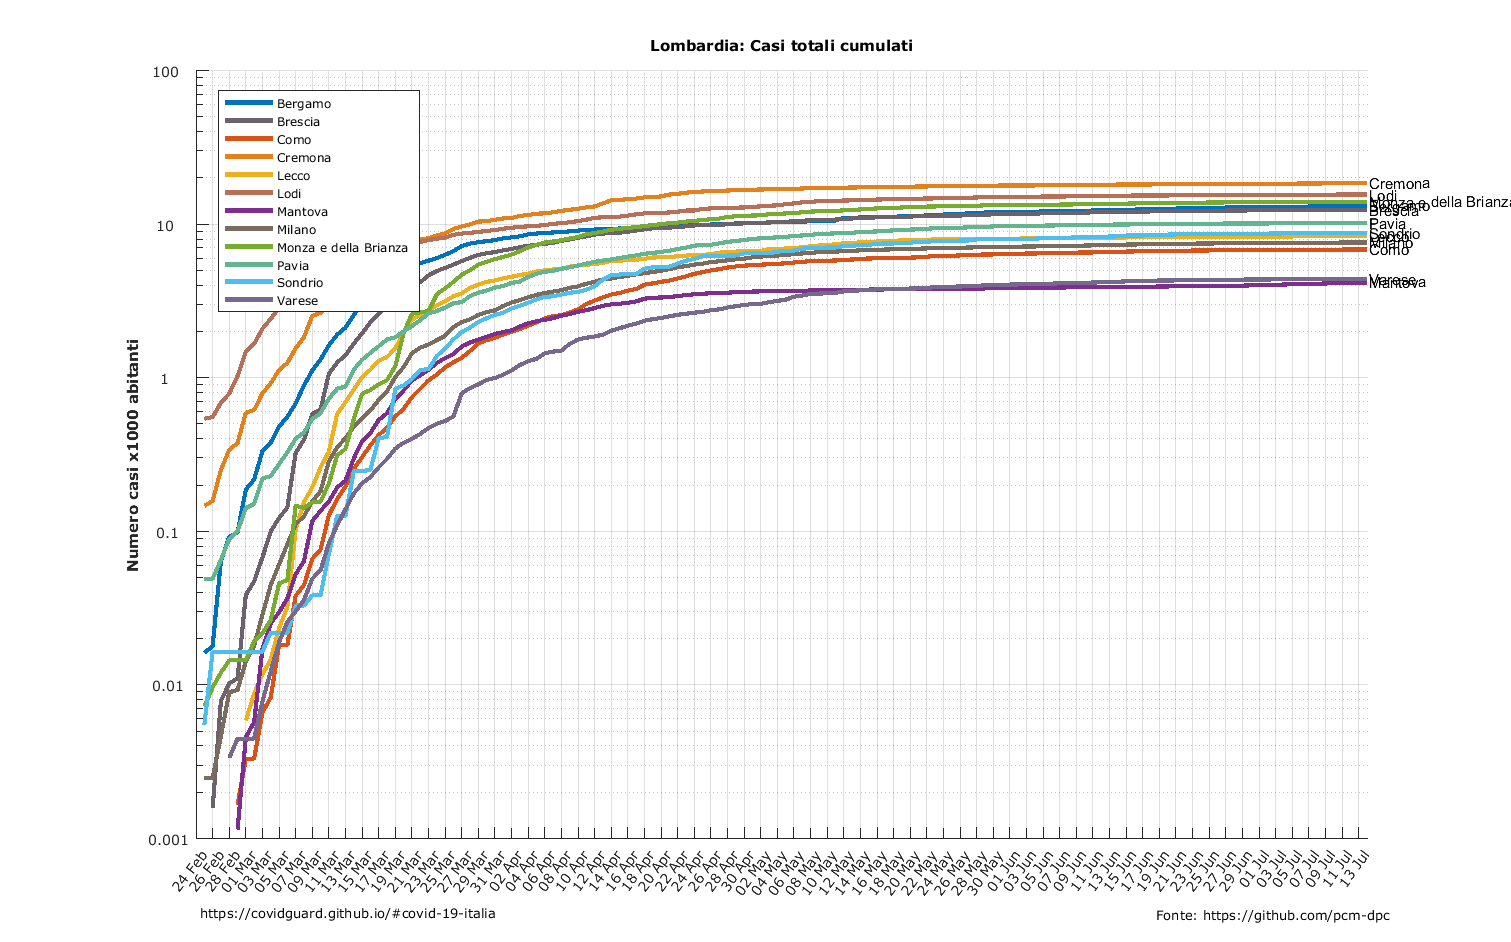 Lombardia: Casi totali cumulati
Numero casi x1000 abitanti
100
10
1
0.1
0.01
0.001
Bergamo
Brescia
Como
Cremona
Lecco
Lodi
Mantova
Milano
Monza e della Brianza
Pavia
Sondrio
Varese
Cremona
Lodi
Monza e della Brianza
Bergamo
Brescia
Pavia
Sondrio
Milano
Como
Varese
Mantova
24 Feb
26 Feb
28 Feb
01 Mar
03 Mar
05 Mar
07 Mar
09 Mar
11 Mar
13 Mar
15 Mar
17 Mar
19 Mar
21 Mar
23 Mar
25 Mar
27 Mar
29 Mar
31 Mar
02 Apr
04 Apr
06 Apr
08 Apr
10 Apr
12 Apr
14 Apr
16 Apr
18 Apr
20 Apr
22 Apr
24 Apr
26 Apr
28 Apr
30 Apr
02 May
04 May
06 May
08 May
10 May
12 May
14 May
16 May
18 May
20 May
22 May
24 May
26 May
28 May
30 May
01 Jun
03 Jun
05 Jun
07 Jun
09 Jun
11 Jun
13 Jun
15 Jun
17 Jun
19 Jun
21 Jun
23 Jun
25 Jun
27 Jun
29 Jun
01 Jul
03 Jul
05 Jul
07 Jul
09 Jul
11 Jul
13 Jul
https://covidguard.github.io/#covid-19-italia
Fonte: https://github.com/pcm-dpc